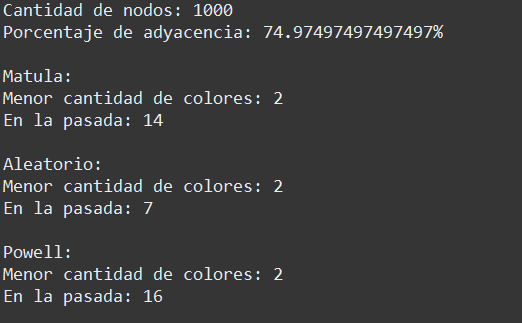 Cantidad de nodos: 1000
Porcentaje de adyacencia: 74.97497497497497%
Matula:
Menor cantidad de colores: 2
En la pasada: 14
Aleatorio:
Menor cantidad de colores: 2
En la pasada: 7
Powell:
Menor cantidad de colores: 2
En la pasada: 16